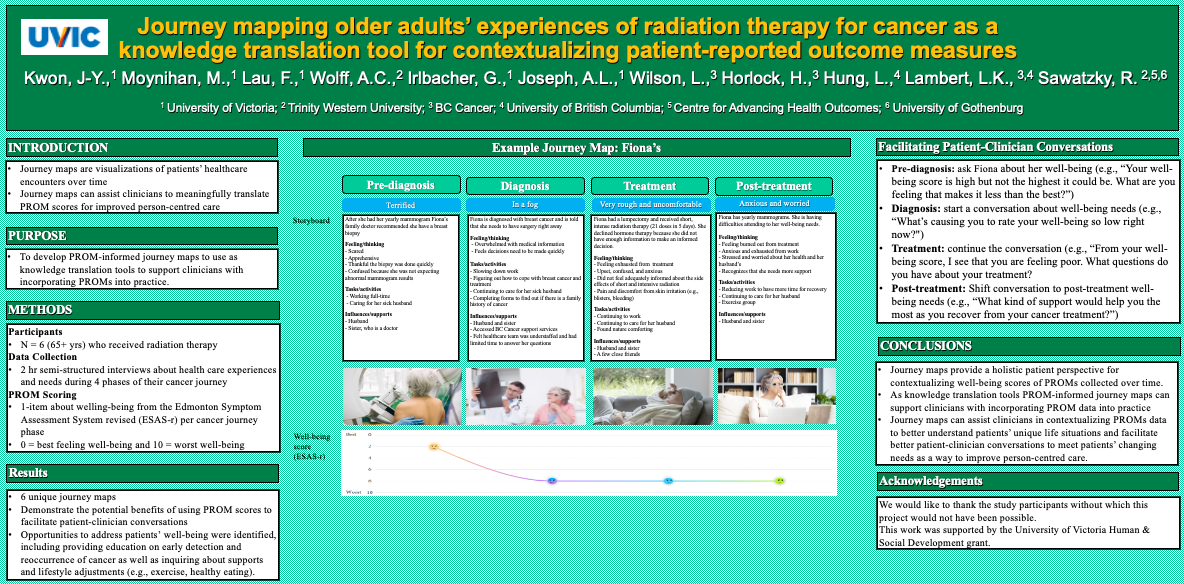 UVIC
Journey mapping older adults' experiences of radiation therapy for cancer as a
knowledge translation tool for contextualizing patient-reported outcome measures
Kwon, J-Y.,1 Moynihan, M.,1 Lau, F.,1 Wolff, A.C.,2 Irlbacher, G.,1 Joseph, A.L.,1 Wilson, L.,3 Horlock, H.,3 Hung, L.,4 Lambert, L.K., 3,4 Sawatzky, R. 2,5,6
1 University of Victoria; 2 Trinity Western University; 3 BC Cancer; 4 University of British Columbia; 5 Centre for Advancing Health Outcomes; 6 University of Gothenburg
INTRODUCTION
• Journey maps are visualizations of patients' healthcare
encounters over time
• Journey maps can assist clinicians to meaningfully translate
PROM scores for improved person-centred care
PURPOSE
• To develop PROM-informed journey maps to use as
knowledge translation tools to support clinicians with
incorporating PROMs into practice.
METHODS
Participants
• N = 6 (65+ yrs) who received radiation therapy
Data Collection
• 2 hr semi-structured interviews about health care experiences
and needs during 4 phases of their cancer journey
PROM Scoring
• 1-item about welling-being from the Edmonton Symptom
Assessment System revised (ESAS-r) per cancer journey
phase
• 0 = best feeling well-being and 10 = worst well-being
Results
• 6 unique journey maps
• Demonstrate the potential benefits of using PROM scores to
facilitate patient-clinician conversations
• Opportunities to address patients' well-being were identified,
including providing education on early detection and
reoccurrence of cancer as well as inquiring about supports
and lifestyle adjustments (e.g., exercise, healthy eating).
Example Journey Map: Fiona's
Storyboard
Pre-diagnosis
Terrified
After she had her yearly mammogram Fiona's
family doctor recommended she have a breast
biopsy
Feeling/thinking
- Scared
- Apprehensive
- Thankful the biopsy was done quickly
- Confused because she was not expecting
abnormal mammogram results
Tasks/activities
- Working full-time
- Caring for her sick husband
Influences/supports
- Husband
- Sister, who is a doctor
Diagnosis
In a fog
Fiona is diagnosed with breast cancer and is told
that she needs to have surgery right away
Feeling/thinking
- Overwhelmed with medical information
- Feels decisions need to be made quickly
Tasks/activities
- Slowing down work
- Figuring out how to cope with breast cancer and
treatment
- Continuing to care for her sick husband
- Completing forms to find out if there is a family
history of cancer
Influences/supports
- Husband and sister
- Accessed BC Cancer support services
- Felt healthcare team was understaffed and had
limited time to answer her questions
Treatment
Very rough and uncomfortable
Fiona had a lumpectomy and received short,
intense radiation therapy (21 doses in 5 days). She
declined hormone therapy because she did not
have enough information to make an informed
decision.
Feeling/thinking
- Feeling exhausted from treatment
- Upset, confused, and anxious
- Did not feel adequately informed about the side
effects of short and intensive radiation
- Pain and discomfort from skin irritation (e.g.,
blisters, bleeding)
Tasks/activities
- Continuing to work
- Continuing to care for her husband
- Found nature comforting
Influences/supports
- Husband and sister
- A few close friends
Post-treatment
Anxious and worried
Fiona has yearly mammograms. She is having
difficulties attending to her well-being needs.
Feeling/thinking
- Feeling burned out from treatment
- Anxious and exhausted from work
- Stressed and worried about her health and her
husband's
- Recognizes that she needs more support
Tasks/activities
- Reducing work to have more time for recovery
- Continuing to care for her husband
- Exercise group
Influences/supports
- Husband and sister
Well-being
score
(ESAS-r)
Best 0
2
4
6
8
Worst 10
Facilitating Patient-Clinician Conversations
• Pre-diagnosis: ask Fiona about her well-being (e.g., "Your well-
being score is high but not the highest it could be. What are you
feeling that makes it less than the best?")
• Diagnosis: start a conversation about well-being needs (e.g.,
"What's causing you to rate your well-being so low right
now?")
• Treatment: continue the conversation (e.g., "From your well-
being score, I see that you are feeling poor. What questions do
you have about your treatment?
• Post-treatment: Shift conversation to post-treatment well-
being needs (e.g., "What kind of support would help you the
most as you recover from your cancer treatment?")
CONCLUSIONS
• Journey maps provide a holistic patient perspective for
contextualizing well-being scores of PROMs collected over time.
• As knowledge translation tools PROM-informed journey maps can
support clinicians with incorporating PROM data into practice
• Journey maps can assist clinicians in contextualizing PROMs data
to better understand patients' unique life situations and facilitate
better patient-clinician conversations to meet patients' changing
needs as a way to improve person-centred care.
Acknowledgements
We would like to thank the study participants without which this
project would not have been possible.
This work was supported by the University of Victoria Human &
Social Development grant.